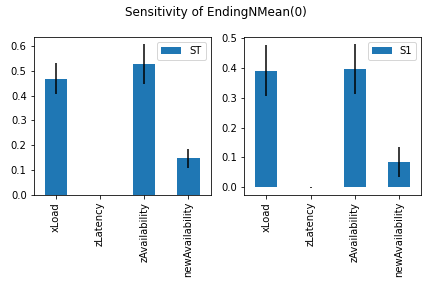 Sensitivity of EndingNMean(0)
ST
0.6
0.5
0.4
0.3
0.2
0.1
0.0
xLoad
zLatency
zAvailability
newAvailability
S1
0.5
0.4
0.3
0.2
0.1
0.0
xLoad
zLatency
zAvailability
newAvailability